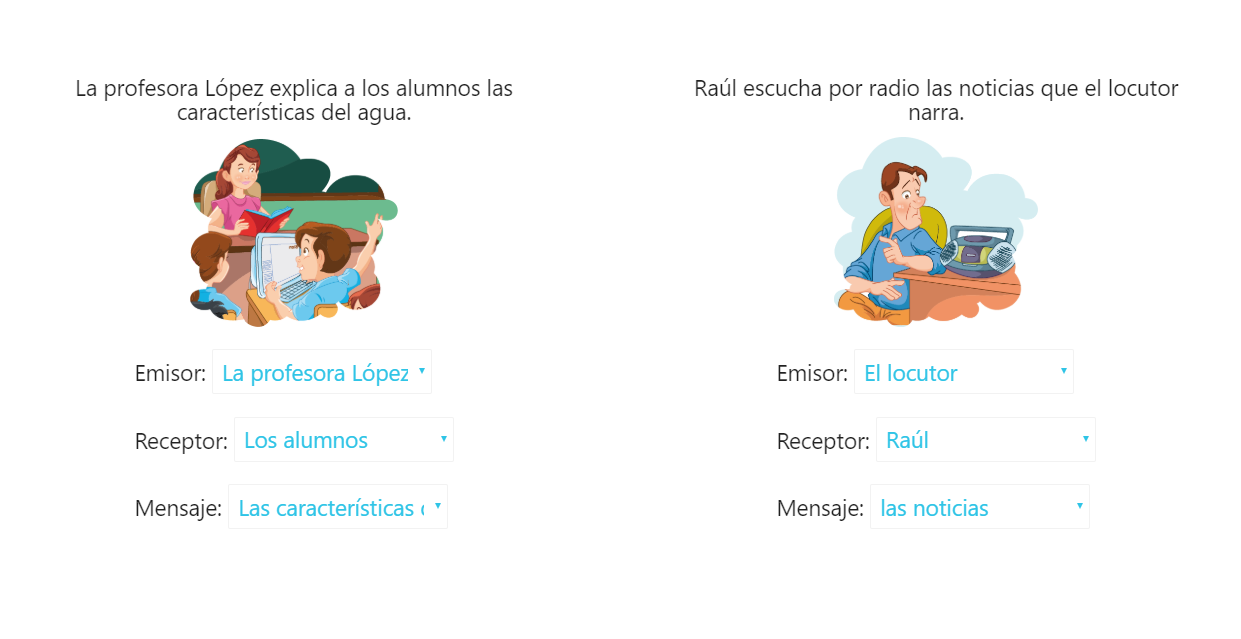 La profesora López explica a los alumnos las
características del agua.
Emisor: La profesora López
Receptor: Los alumnos
Mensaje: Las características
Raúl escucha por radio las noticias que el locutor
narra.
Emisor: El locutor
Receptor: Raúl
Mensaje: las noticias